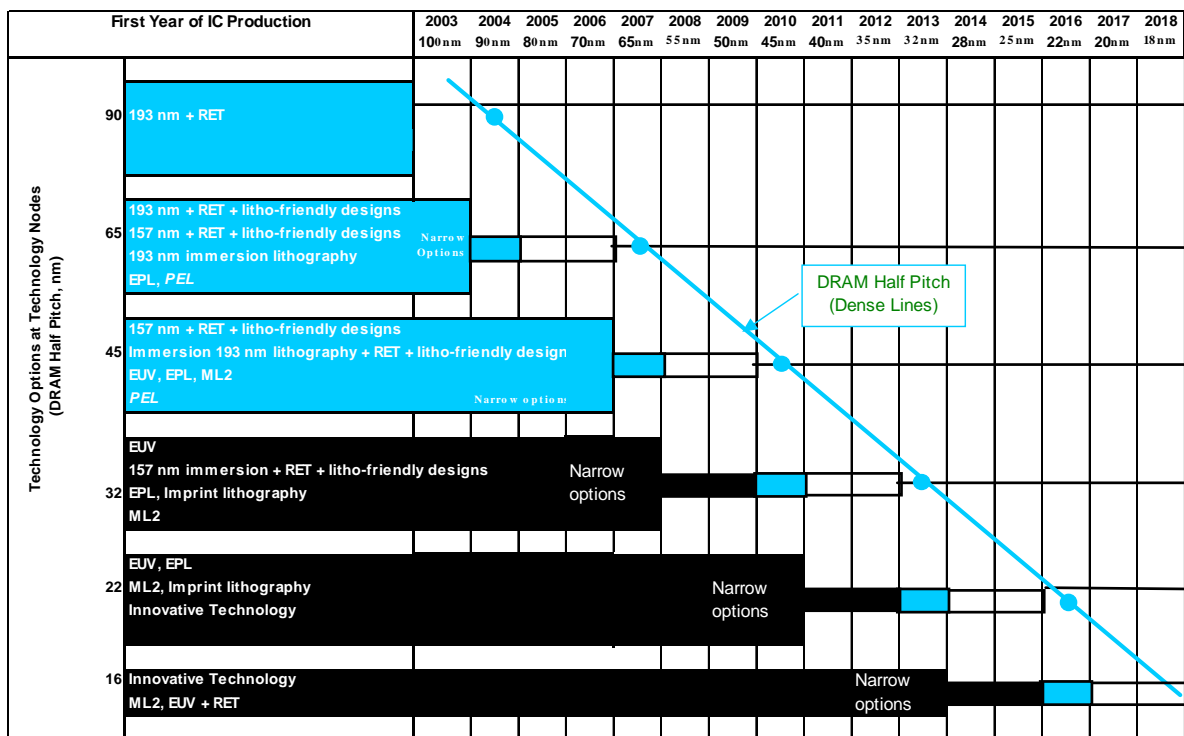 First Year of IC Production
2003 2004 2005 2006 2007 2008 2009 2010 2011 2012 2013 2014 2015 2016 2017 2018
100nm 90nm 80nm 70nm 65nm 55nm 50nm 45nm 40nm 35nm 32nm 28nm 25nm 22nm 20nm 18nm
Technology Options at Technology Nodes
(DRAM Half Pitch, nm)
90
193 nm + RET
65
193 nm + RET + litho-friendly designs
157 nm + RET + litho-friendly designs
193 nm immersion lithography
EPL, PEL
Narrow
Options
DRAM Half Pitch
(Dense Lines)
45
157 nm + RET + litho-friendly designs
Immersion 193 nm lithography + RET + litho-friendly design
EUV, EPL, ML2
PEL
Narrow options
32
EUV
157 nm immersion + RET + litho-friendly designs
EPL, Imprint lithography
ML2
Narrow
options
22
EUV, EPL
ML2, Imprint lithography
Innovative Technology
Narrow
options
16
Innovative Technology
ML2, EUV + RET
Narrow
options